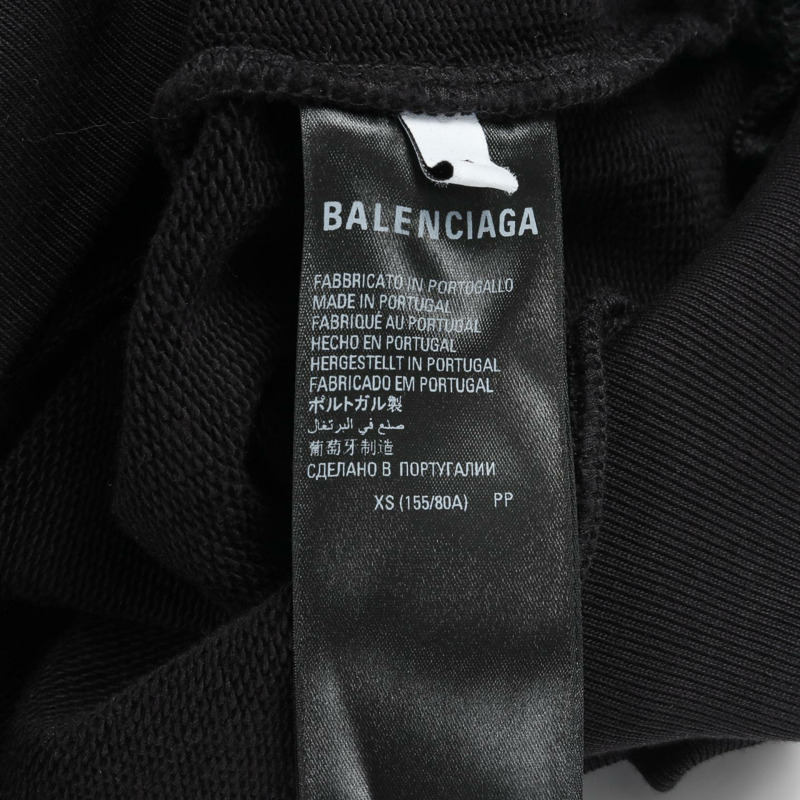 BALENCIAGA
FABBRICATO IN PORTOGALLO
MADE IN PORTUGAL
FABRIQUÉ AU PORTUGAL
HECHO EN PORTUGAL
HERGESTELLT IN PORTUGAL
FABRICADO EM PORTUGAL
ポルトガル製
صنع في البرتغال
葡萄牙制造
СДЕЛАНО В ПОРТУГАЛИИ
XS (155/80A) PP